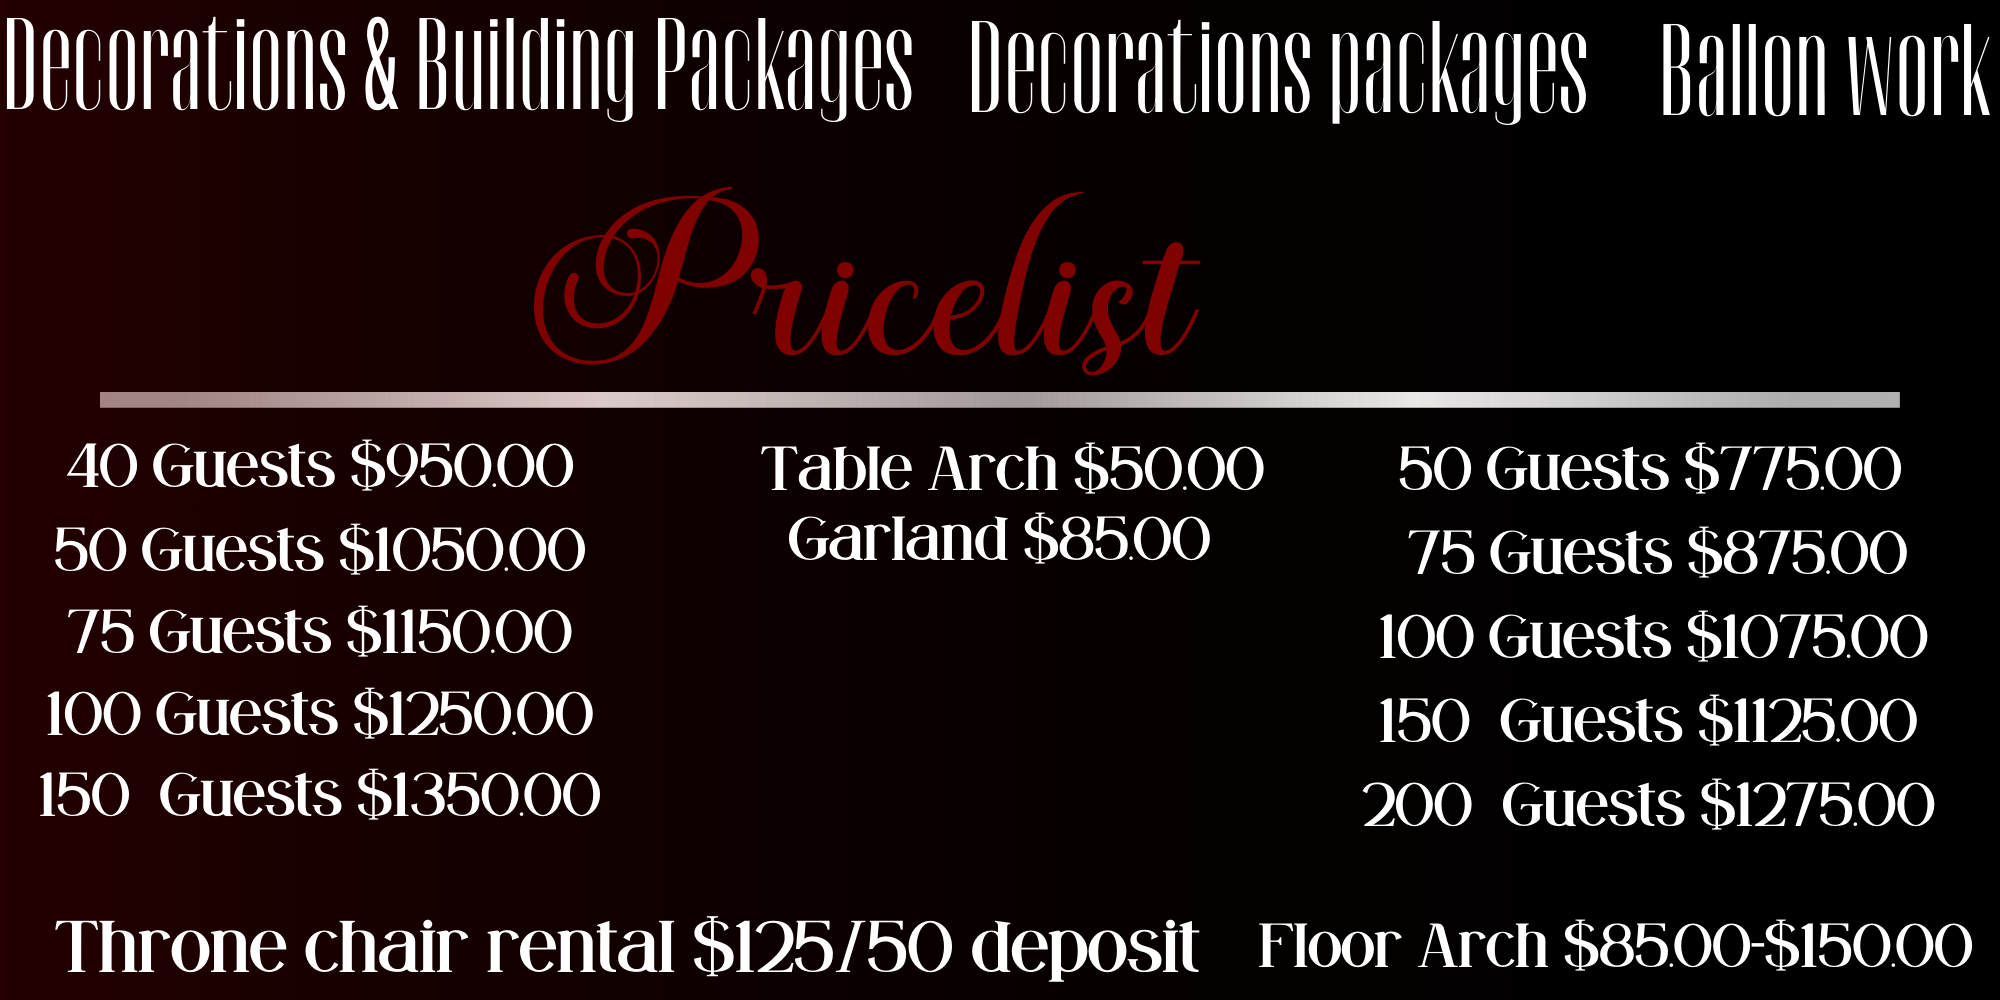 Decorations & Building Packages
Decorations packages
Ballon work
Pricelist
40 Guests $950.00
50 Guests $1050.00
75 Guests $1150.00
100 Guests $1250.00
150 Guests $1350.00
Table Arch $50.00
Garland $85.00
50 Guests $775.00
75 Guests $875.00
100 Guests $1075.00
150 Guests $1125.00
200 Guests $1275.00
Throne chair rental $125/50 deposit
Floor Arch $85.00-$150.00